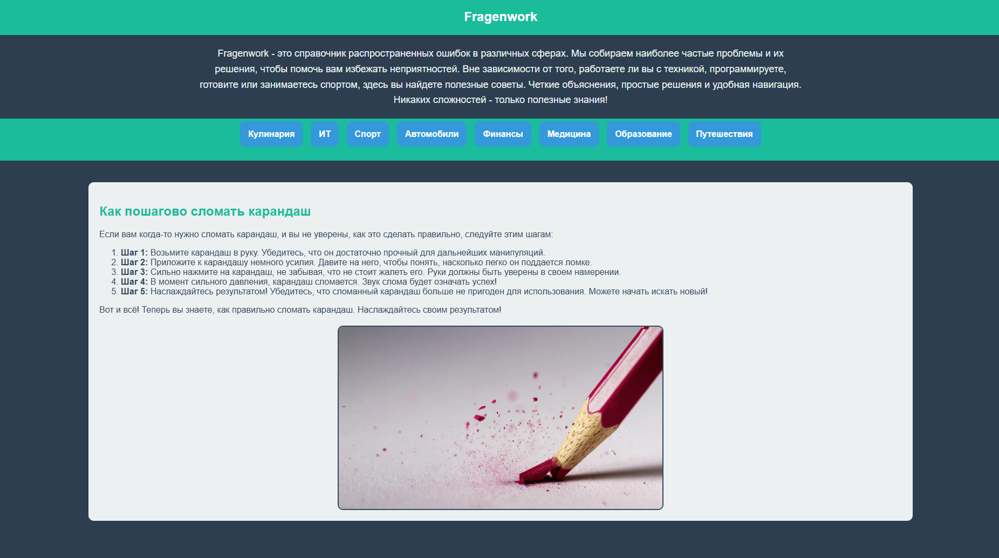 Fragenwork
Fragenwork - это справочник распространенных ошибок в различных сферах. Мы собираем наиболее частые проблемы и их
решения, чтобы помочь вам избежать неприятностей. Вне зависимости от того, работаете ли вы с техникой, программируете,
готовите или занимаетесь спортом, здесь вы найдете полезные советы. Четкие объяснения, простые решения и удобная навигация.
Никаких сложностей - только полезные знания!
Кулинария ИТ Спорт Автомобили Финансы Медицина Образование Путешествия
Как пошагово сломать карандаш
Если вам когда-то нужно сломать карандаш, и вы не уверены, как это сделать правильно, следуйте этим шагам:
1. Шаг 1: Возьмите карандаш в руку. Убедитесь, что он достаточно прочный для дальнейших манипуляций.
2. Шаг 2: Приложите к карандашу немного усилия. Давите на него, чтобы понять, насколько легко он поддается ломке.
3. Шаг 3: Сильно нажмите на карандаш, не забывая, что не стоит жалеть его. Руки должны быть уверены в своем намерении.
4. Шаг 4: В момент сильного давления, карандаш сломается. Звук слома будет означать успех!
5. Шаг 5: Наслаждайтесь результатом! Убедитесь, что сломанный карандаш больше не пригоден для использования. Можете начать искать новый!
Вот и всё! Теперь вы знаете, как правильно сломать карандаш. Наслаждайтесь своим результатом!